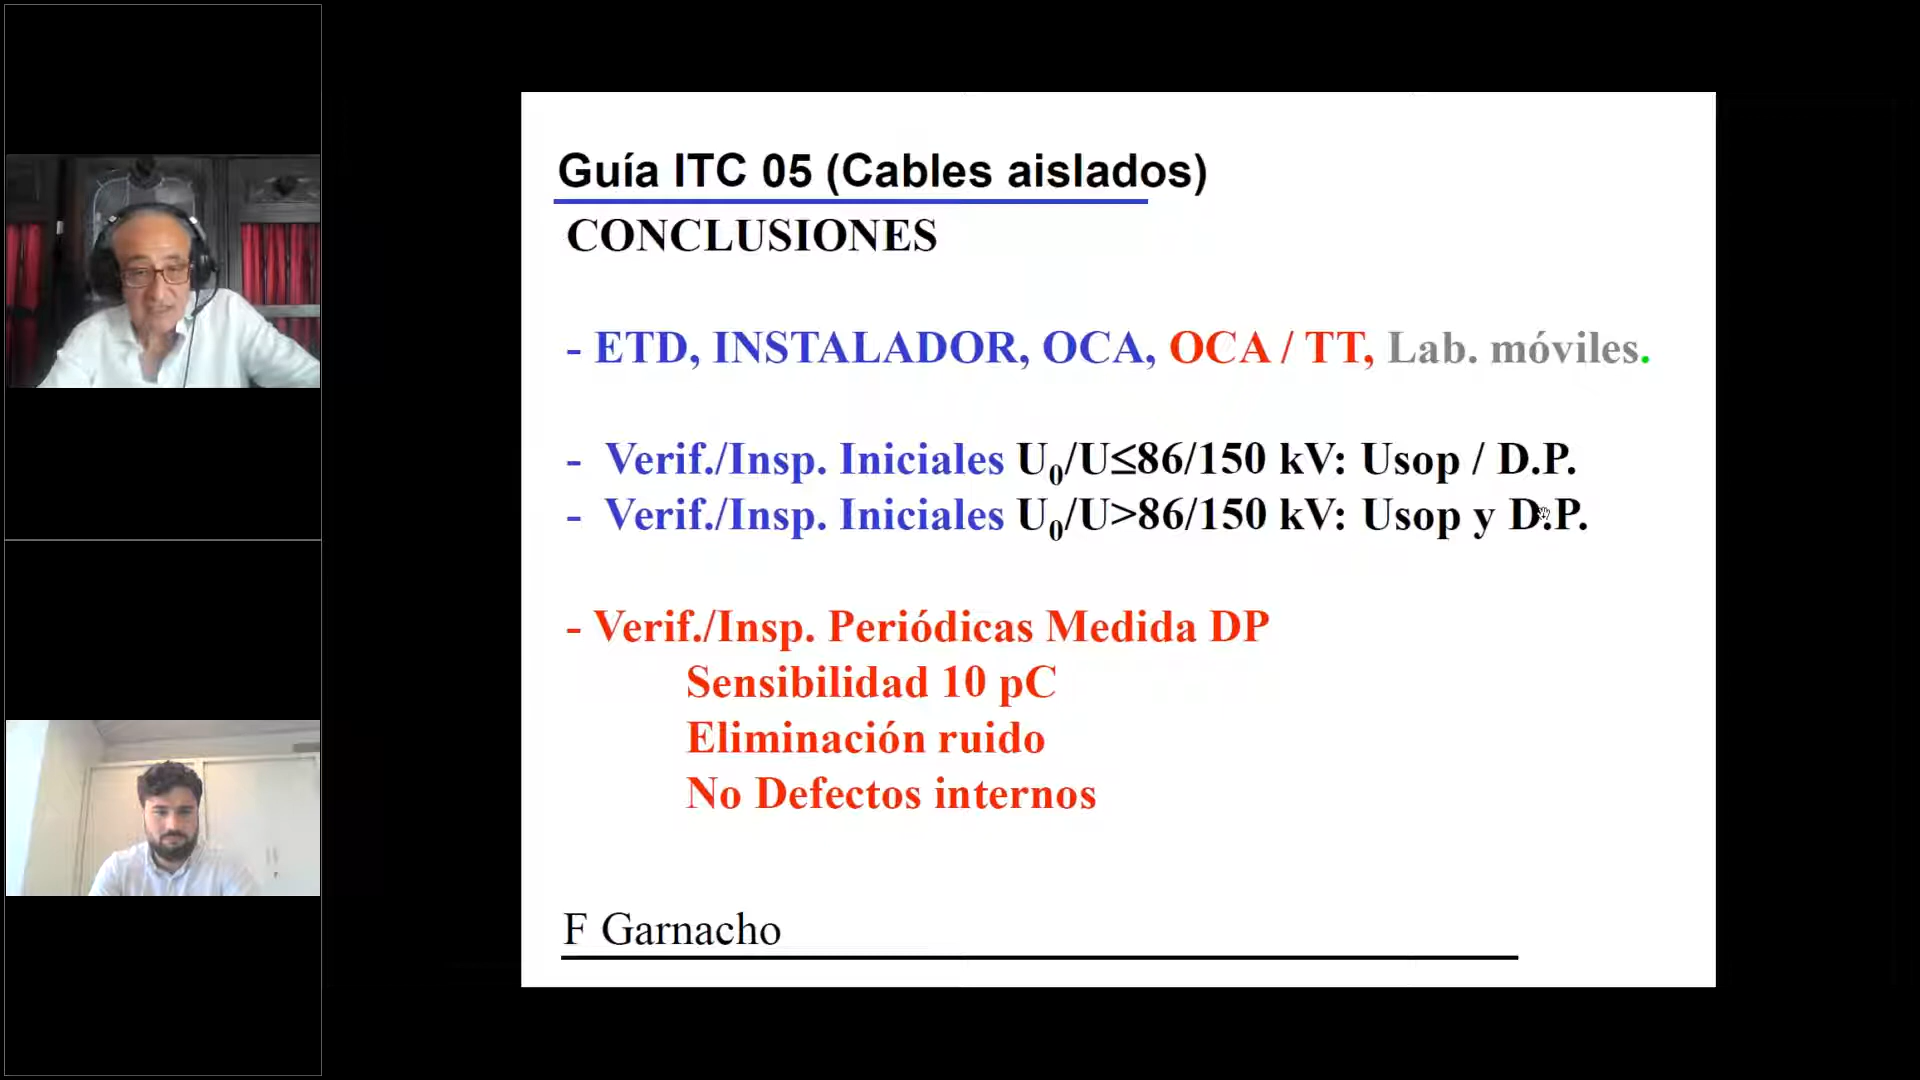 Guía ITC 05 (Cables aislados)
CONCLUSIONES
- ETD, INSTALADOR, OCA, OCA / TT, Lab. móviles.
- Verif./Insp. Iniciales U₀/U≤86/150 kV: Usop / D.P.
- Verif./Insp. Iniciales U₀/U>86/150 kV: Usop y D.P.
- Verif./Insp. Periódicas Medida DP
Sensibilidad 10 pC
Eliminación ruido
No Defectos internos
F Garnacho